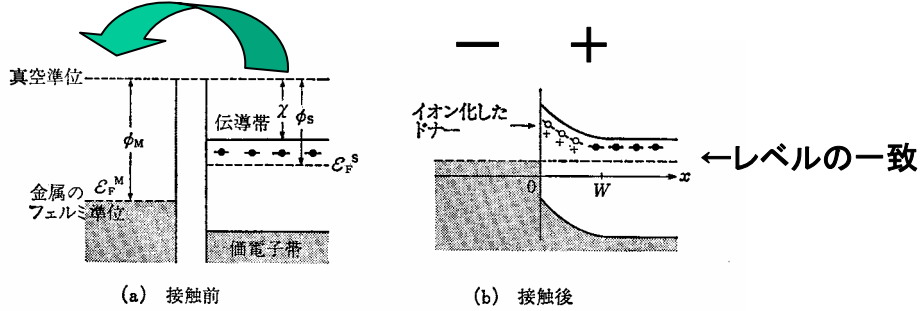 真空準位
φM
χ
φS
伝導帯
εFS
εFM
金属の
フェルミ準位
価電子帯
(a) 接触前
− +
イオン化した
ドナー
←レベルの一致
0
W
x
(b) 接触後